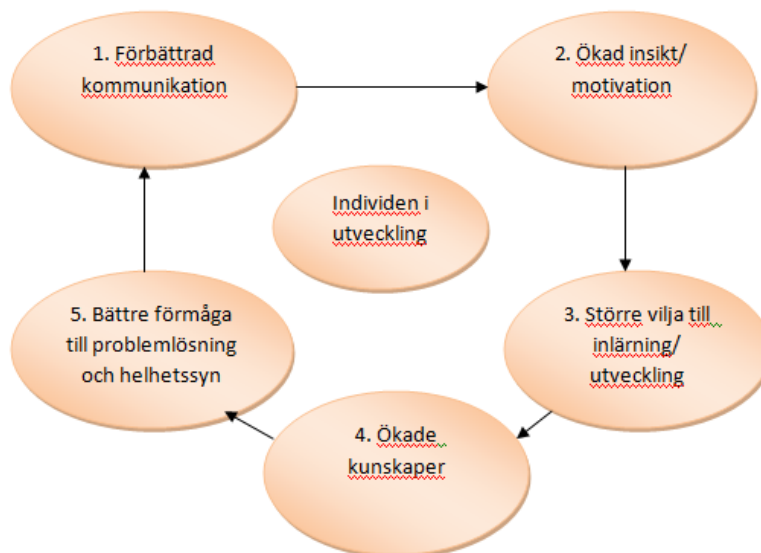 1. Förbättrad
kommunikation
2. Ökad insikt/
motivation
Individen i
utveckling
3. Större vilja till
inlärning/
utveckling
4. Ökade
kunskaper
5. Bättre förmåga
till problemlösning
och helhetssyn